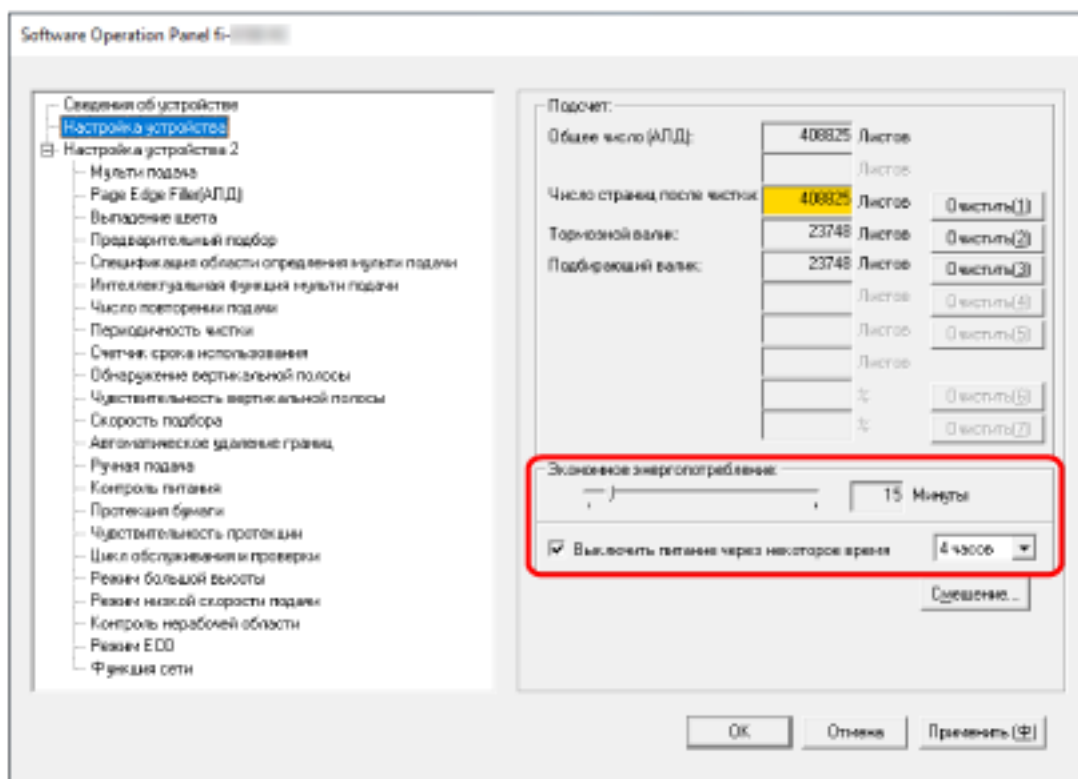 Software Operation Panel fi-
Сведения об устройстве
Настройка устройства
Настройка устройства 2
Мульти подача
Page Edge Filler(АПД)
Выпадение цвета
Предварительный подбор
Спецификация области опредления мульти подачи
Интеллектуальная функция мульти подачи
Число повторении подачи
Периодичность чистки
Счетчик срока использования
Обнаружение вертикальной полосы
Чувствительность вертикальной полосы
Скорость подбора
Автоматическое удаление границ
Ручная подача
Контроль питания
Протекция бумаги
Чувствительность протекции
Цикл обслуживания и проверки
Режим большой высоты
Режим низкой скорости подачи
Контроль нерабочей области
Режим ECO
Функция сети
Подсчет:
Общее число (АПД): 408825 Листов
Листов
Число страниц после чистки: 408825 Листов Очистить(1)
Тормозной валик: 23748 Листов Очистить(2)
Подбирающий валик: 23748 Листов Очистить(3)
Листов Очистить(4)
Листов Очистить(5)
Листов
% Очистить(6)
% Очистить(7)
Экономное энергопотребление:
15 Минуты
Выключить питание через некоторое время 4 часов
Смещение...
OK Отмена Применить(Ф)